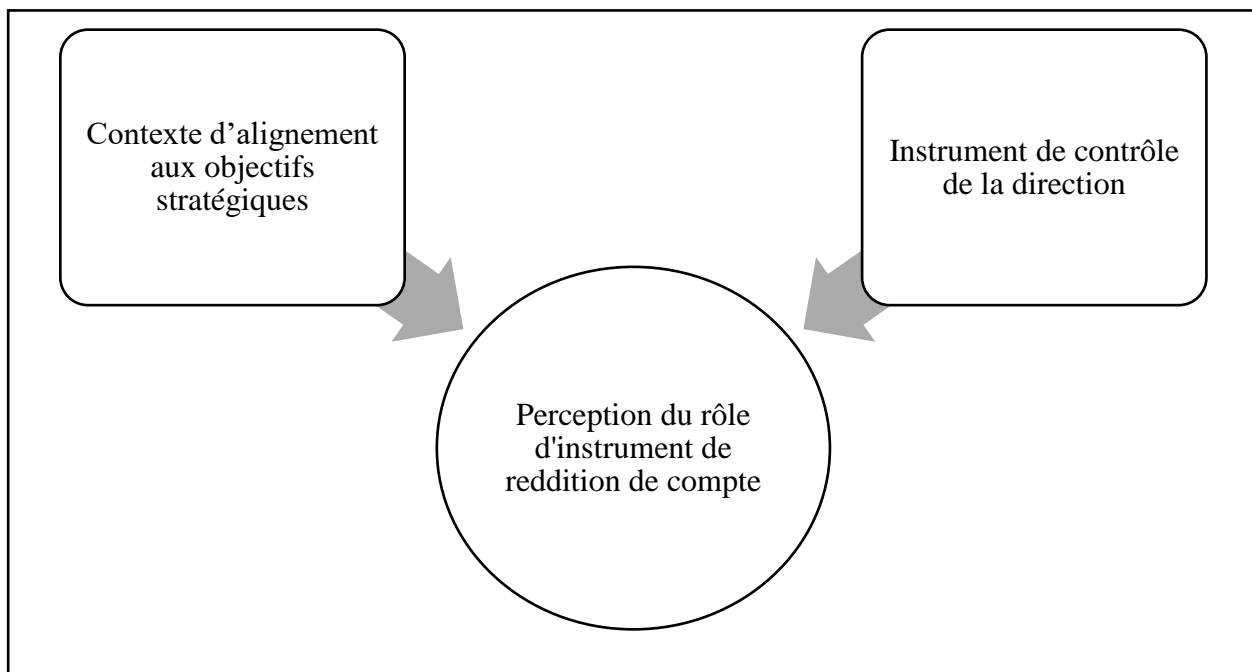 Contexte d’alignement
aux objectifs
stratégiques
Instrument de contrôle
de la direction
Perception du rôle
d'instrument de
reddition de compte